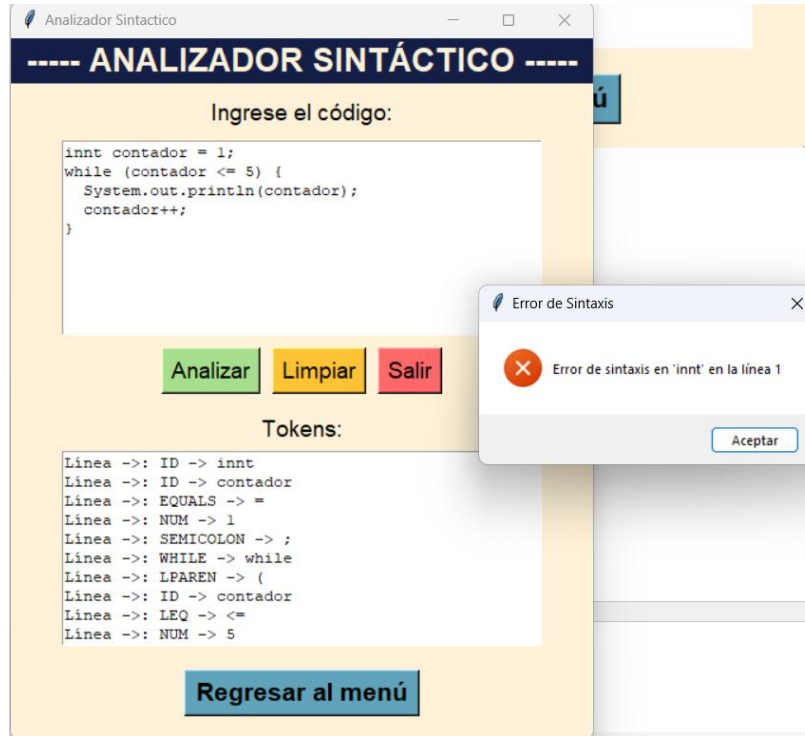 Analizador Sintactico
----- ANALIZADOR SINTÁCTICO -----
Ingrese el código:
innt contador = 1;
while (contador <= 5) {
  System.out.println(contador);
  contador++;
}
Analizar
Limpiar
Salir
Tokens:
Línea ->: ID -> innt
Línea ->: ID -> contador
Línea ->: EQUALS -> =
Línea ->: NUM -> 1
Línea ->: SEMICOLON -> ;
Línea ->: WHILE -> while
Línea ->: LPAREN -> (
Línea ->: ID -> contador
Línea ->: LEQ -> <=
Línea ->: NUM -> 5
Regresar al menú
ú
Error de Sintaxis
Error de sintaxis en 'innt' en la línea 1
Aceptar